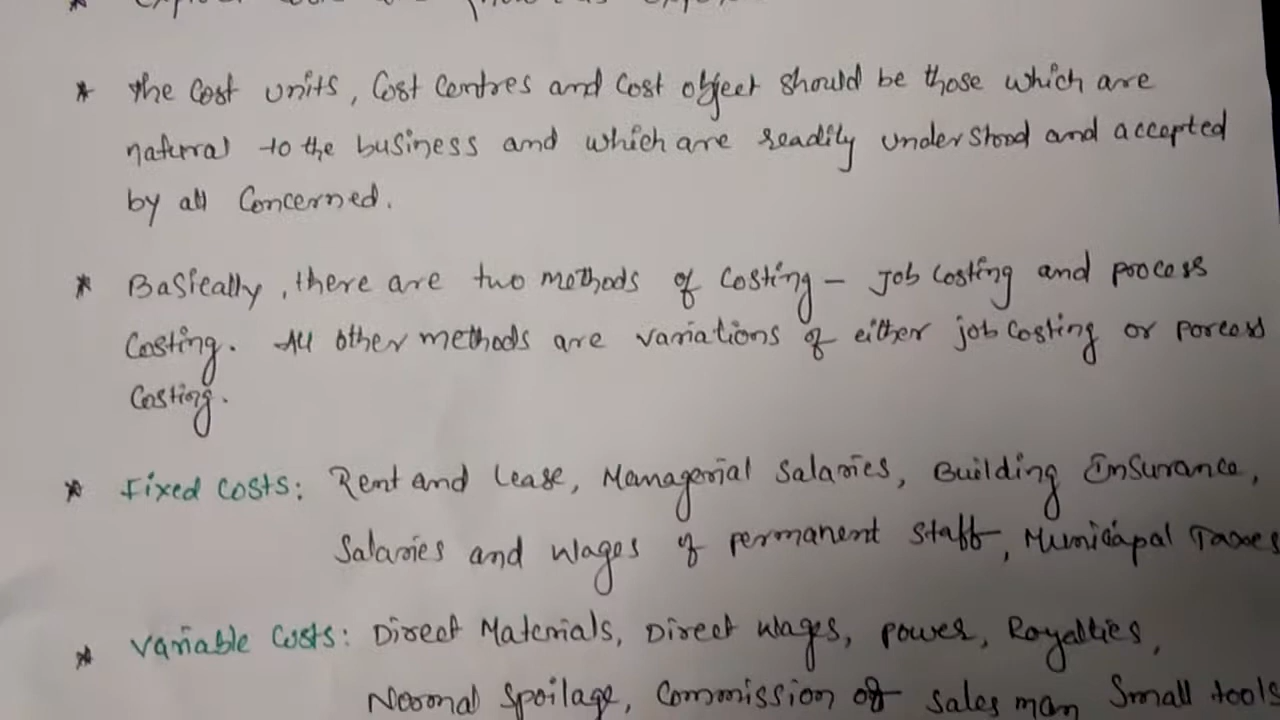 * The Cost units, Cost Centres and Cost object should be those which are
natural to the business and which are readily understood and accepted
by all Concerned.
* Basically, there are two methods of Costing - Job Costing and process
Costing. All other methods are variations of either job Costing or porcess
Costing.
* Fixed Costs: Rent and Lease, Managerial Salaries, Building Insurance,
Salaries and Wages of permanent Staff, Municapal Taxes
* Variable Costs: Direct Materials, Direct Wages, Power, Royalties,
Normal Spoilage, Commission of Sales man Small tools